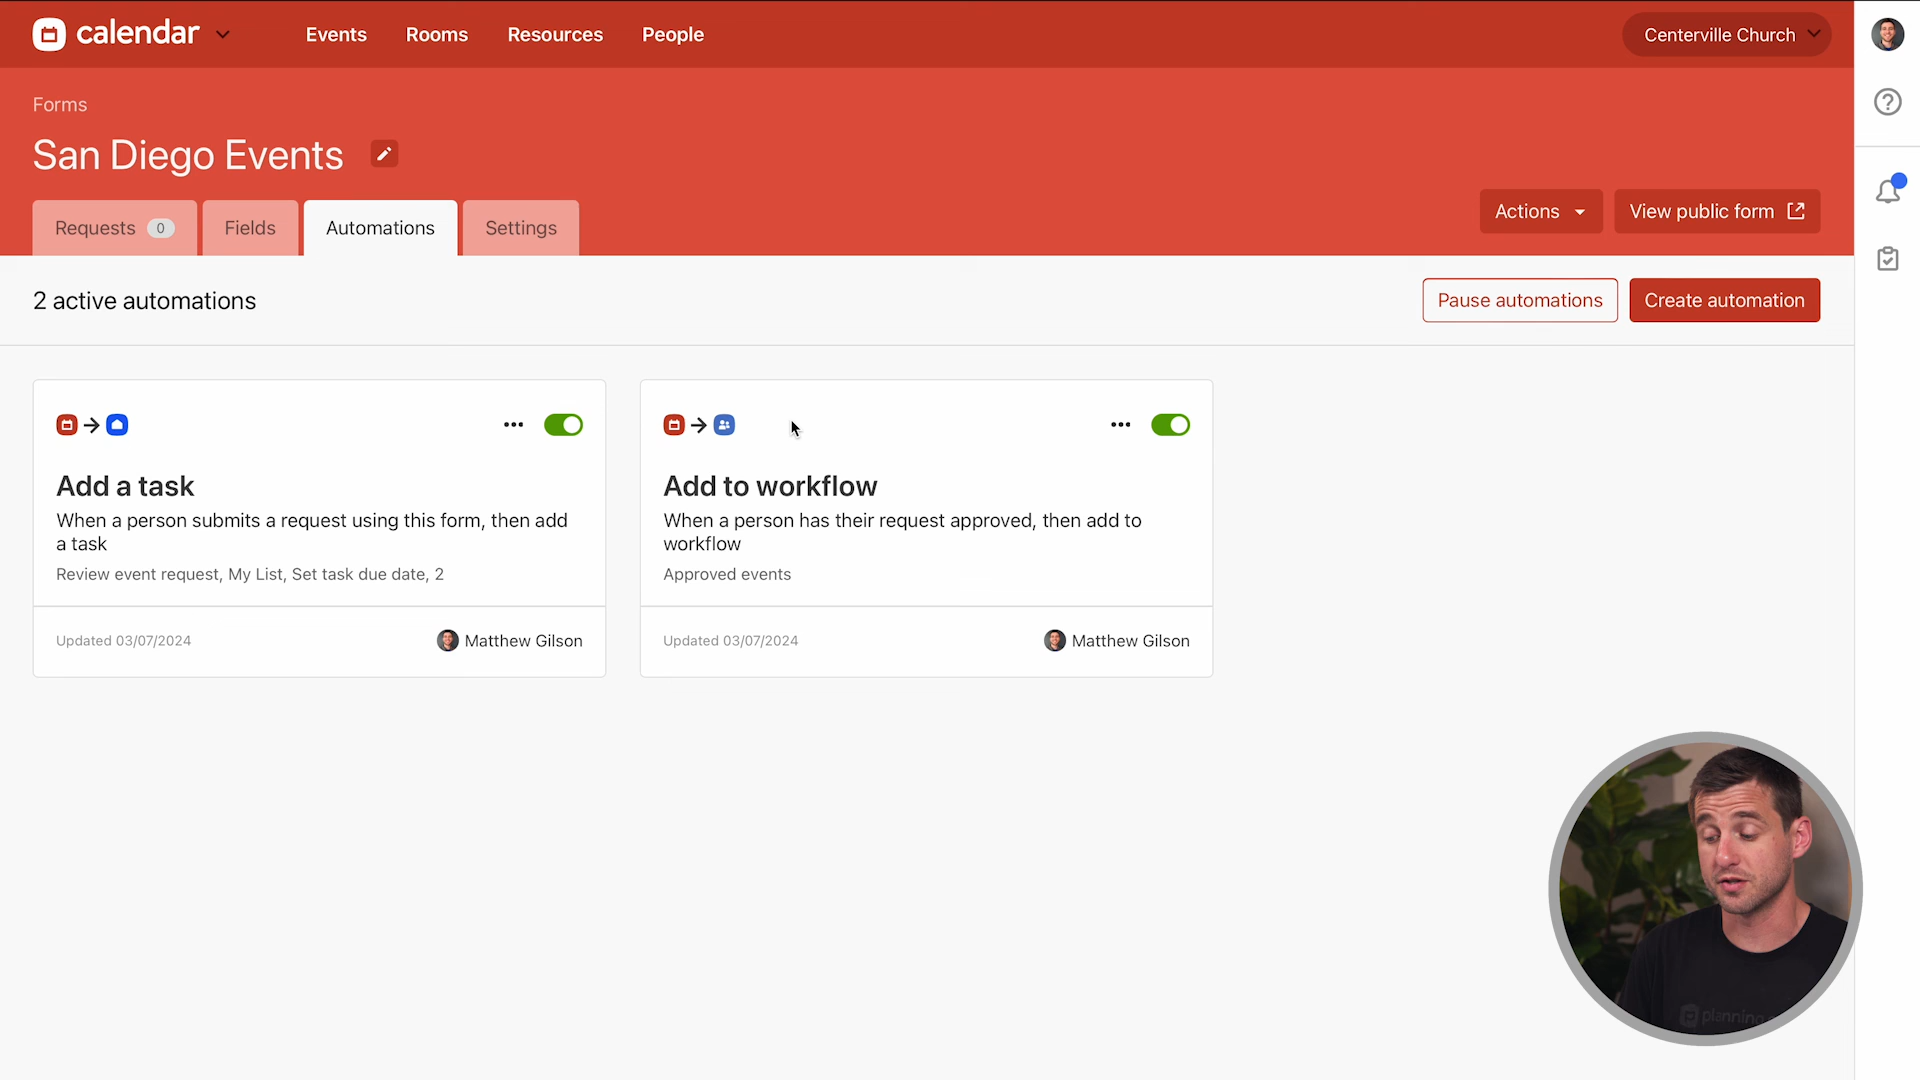 calendar
Events
Rooms
Resources
People
Centerville Church
Forms
San Diego Events
Requests 0
Fields
Automations
Settings
Actions
View public form
2 active automations
Pause automations
Create automation
Add a task
When a person submits a request using this form, then add
a task
Review event request, My List, Set task due date, 2
Updated 03/07/2024
Matthew Gilson
Add to workflow
When a person has their request approved, then add to
workflow
Approved events
Updated 03/07/2024
Matthew Gilson
planning